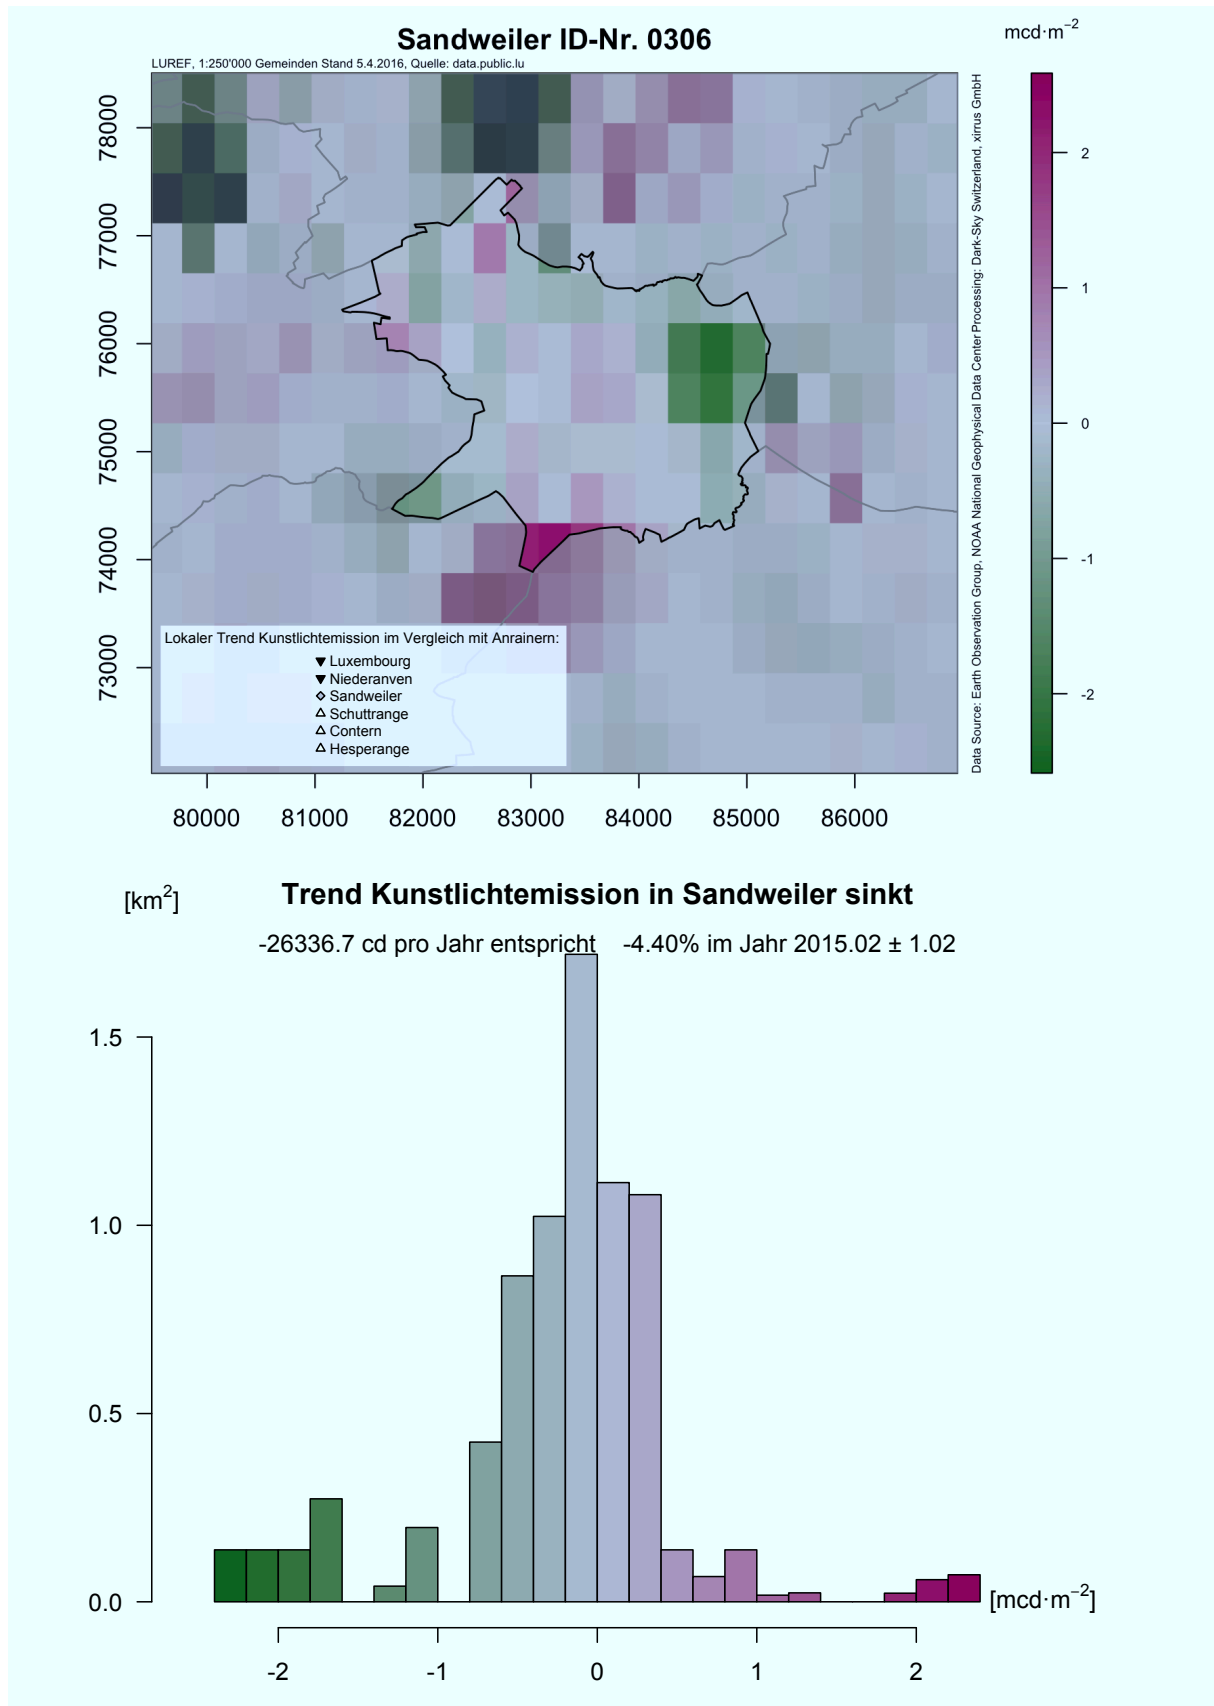 Sandweiler ID-Nr. 0306
mcd·m−2
LUREF, 1:250'000 Gemeinden Stand 5.4.2016, Quelle: data.public.lu
78000
77000
76000
75000
74000
73000
80000 81000 82000 83000 84000 85000 86000
Lokaler Trend Kunstlichtemission im Vergleich mit Anrainern:
▼ Luxembourg
▼ Niederanven
◇ Sandweiler
△ Schuttrange
△ Contern
△ Hesperange
Data Source: Earth Observation Group, NOAA National Geophysical Data Center Processing: Dark-Sky Switzerland, xirrus GmbH
2
1
0
-1
-2
[km2]
Trend Kunstlichtemission in Sandweiler sinkt
-26336.7 cd pro Jahr entspricht -4.40% im Jahr 2015.02 ± 1.02
1.5
1.0
0.5
0.0
[mcd·m−2]
-2 -1 0 1 2